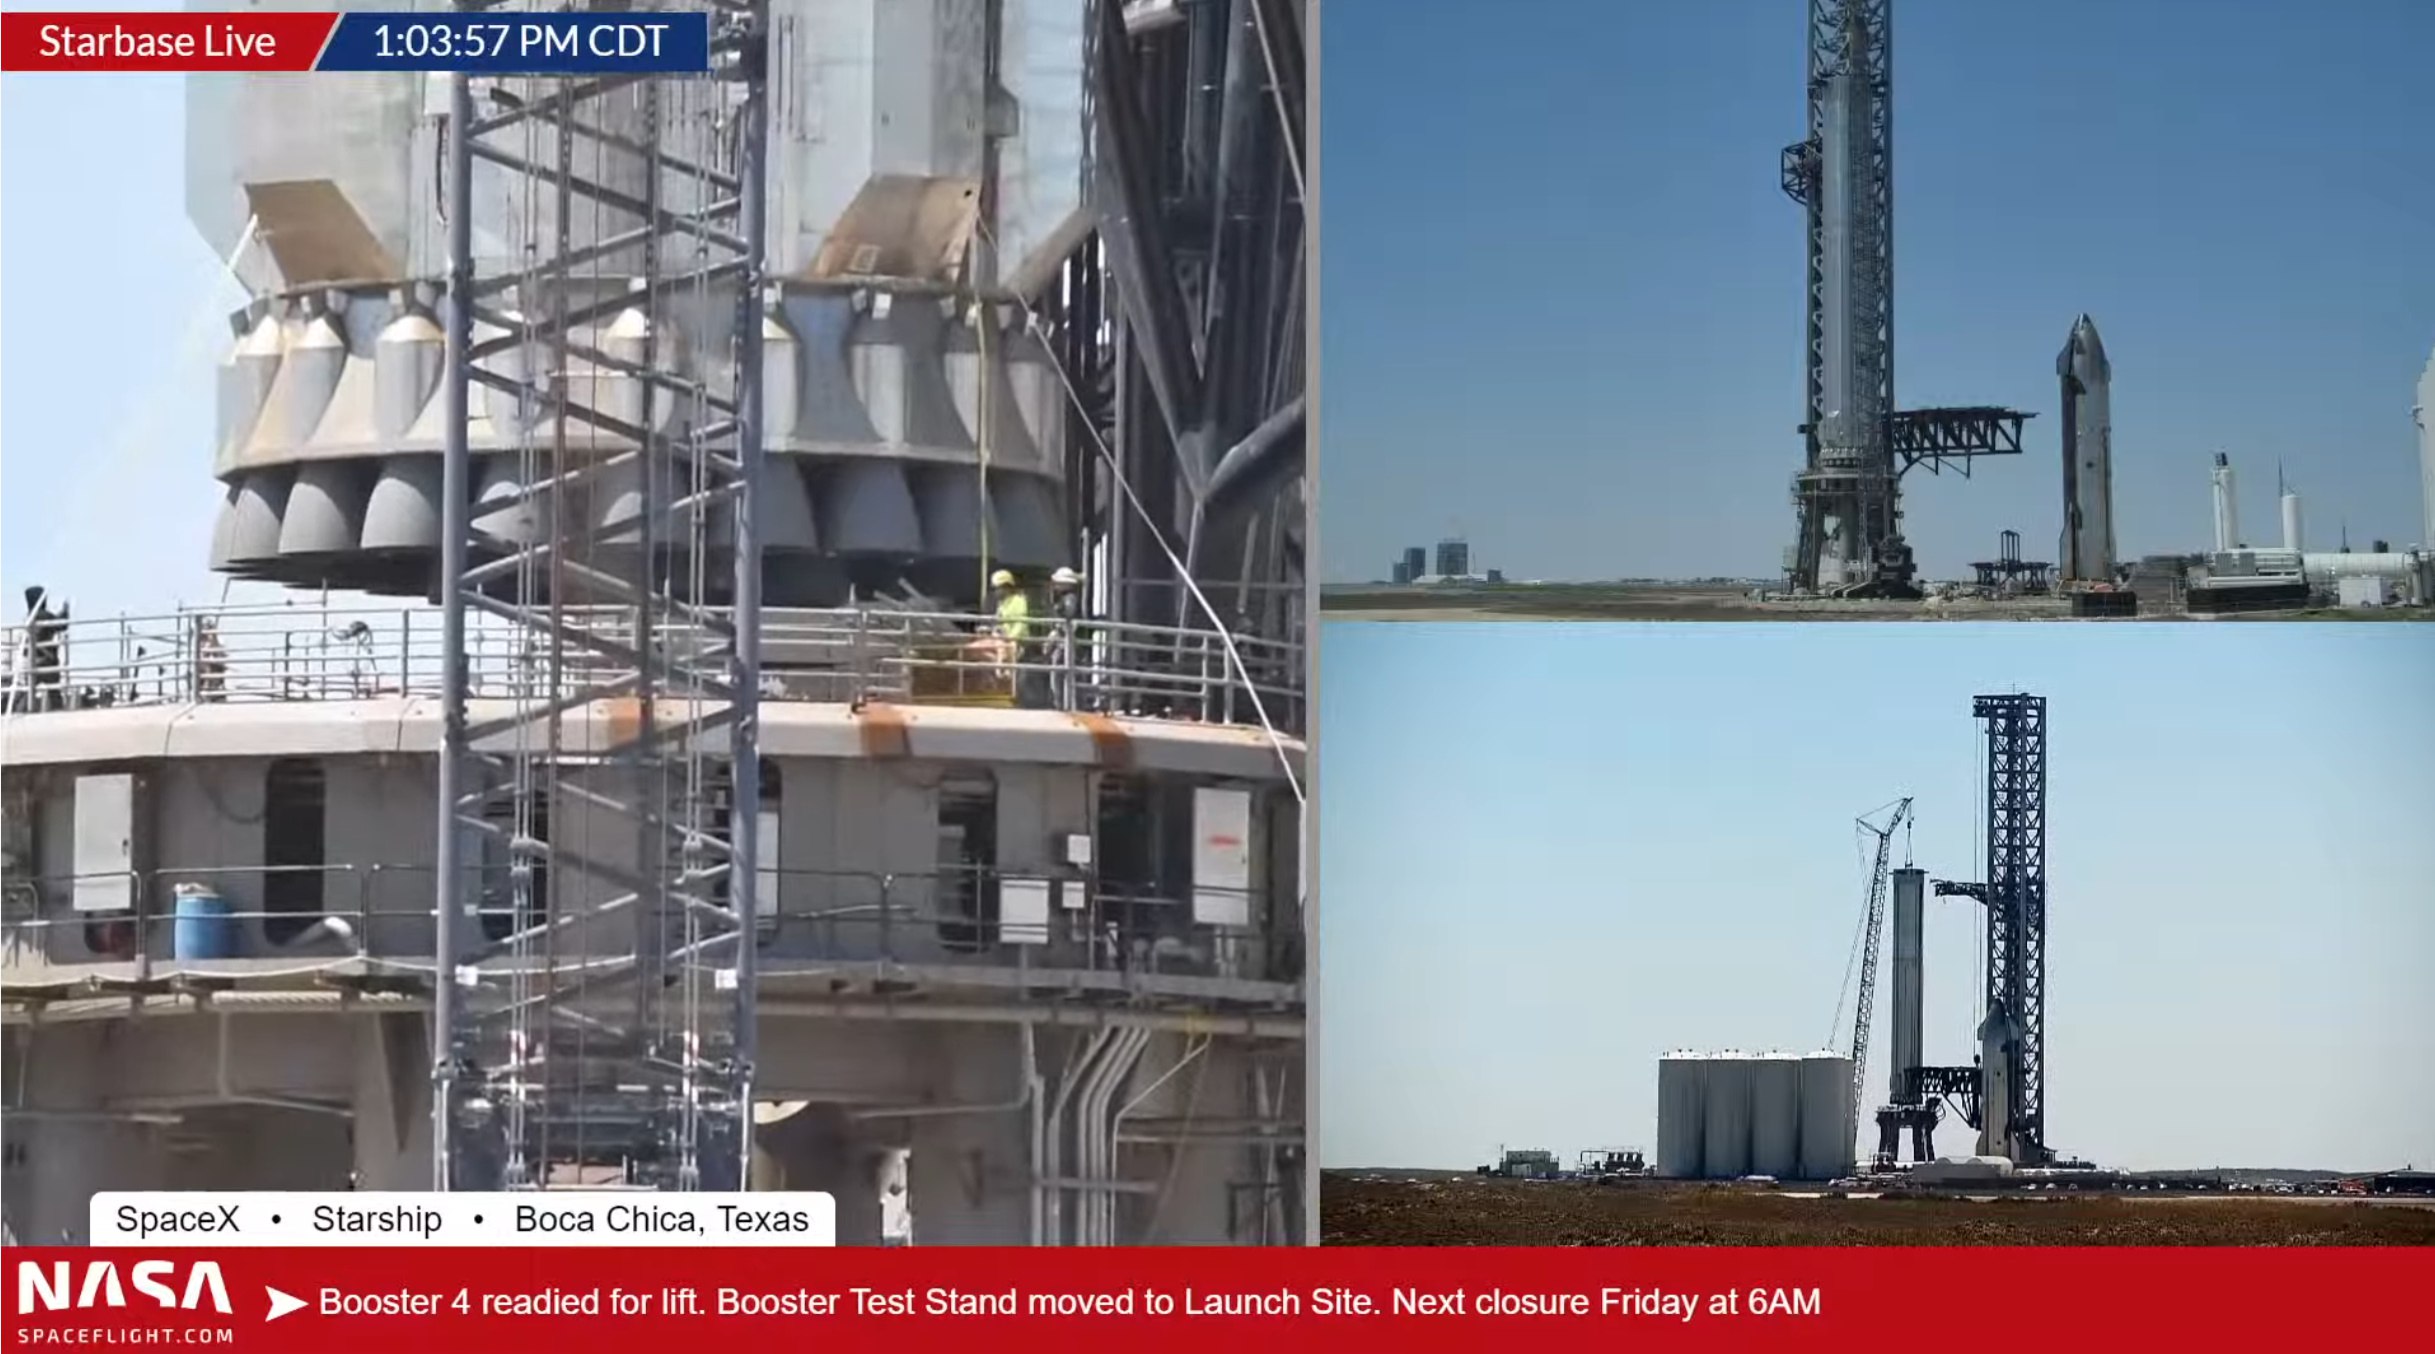 Starbase Live
1:03:57 PM CDT
SpaceX • Starship • Boca Chica, Texas
NASA
SPACEFLIGHT.COM
Booster 4 readied for lift. Booster Test Stand moved to Launch Site. Next closure Friday at 6AM